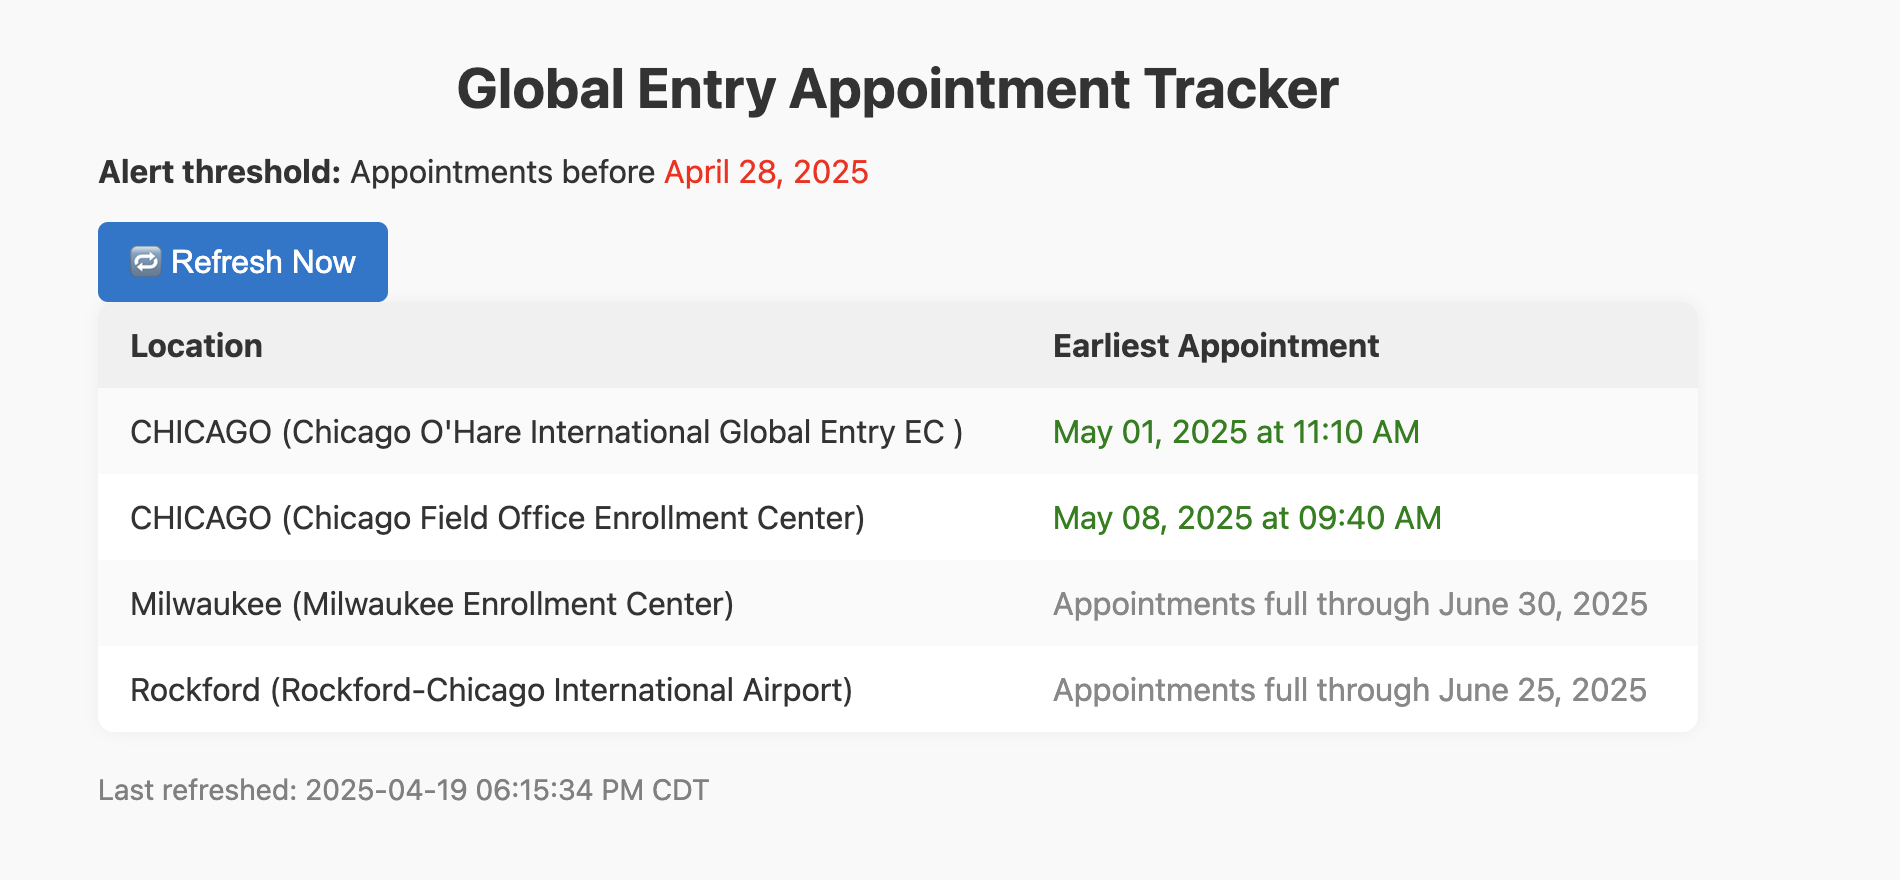 Global Entry Appointment Tracker
Alert threshold: Appointments before April 28, 2025
🔁 Refresh Now
Location Earliest Appointment
CHICAGO (Chicago O'Hare International Global Entry EC ) May 01, 2025 at 11:10 AM
CHICAGO (Chicago Field Office Enrollment Center) May 08, 2025 at 09:40 AM
Milwaukee (Milwaukee Enrollment Center) Appointments full through June 30, 2025
Rockford (Rockford-Chicago International Airport) Appointments full through June 25, 2025
Last refreshed: 2025-04-19 06:15:34 PM CDT